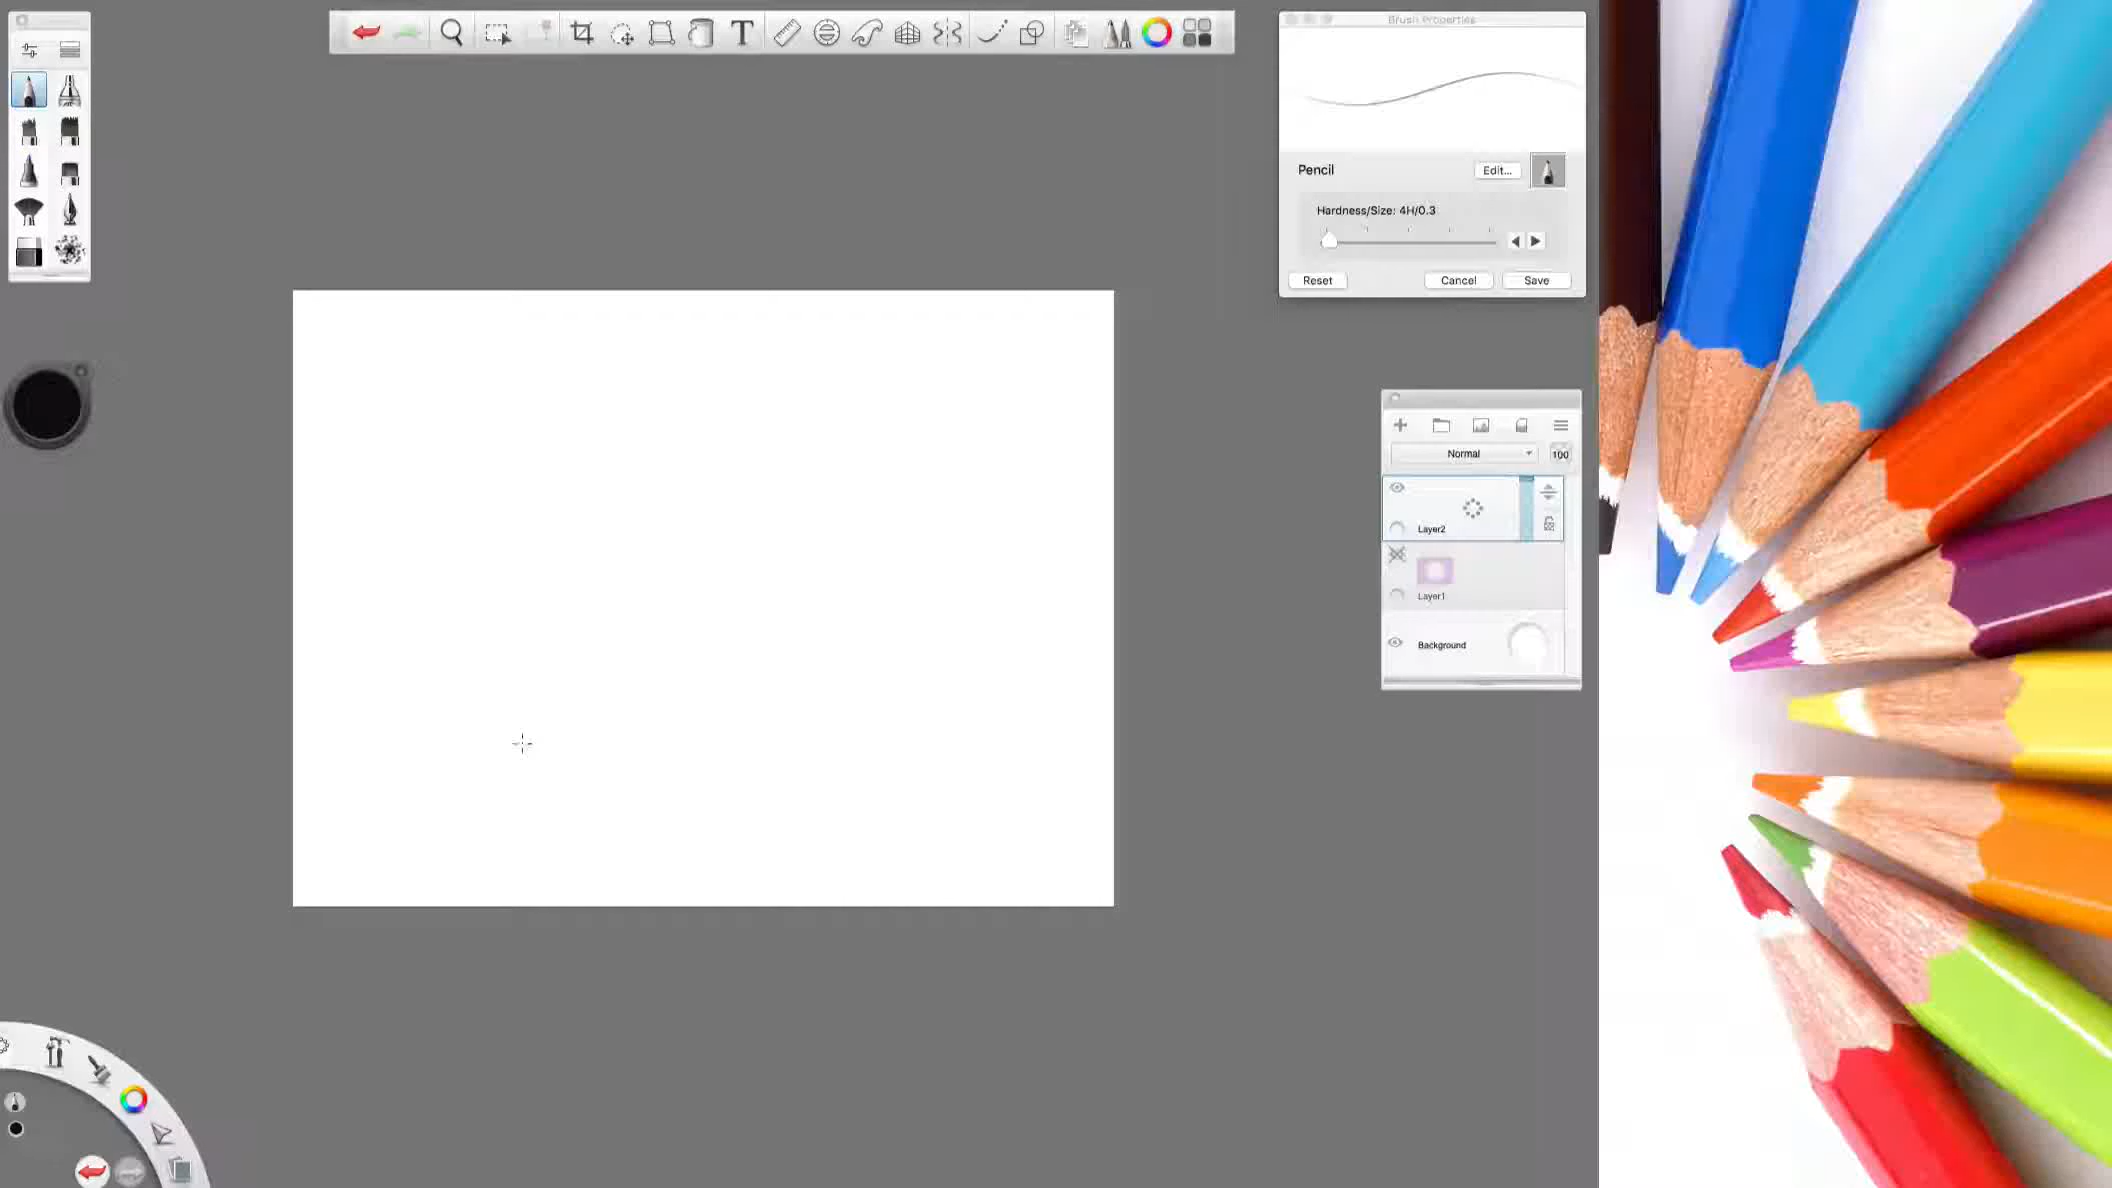 Brush Properties
Pencil
Edit...
Hardness/Size: 4H/0.3
Reset
Cancel
Save
Normal
100
Layer2
Layer1
Background